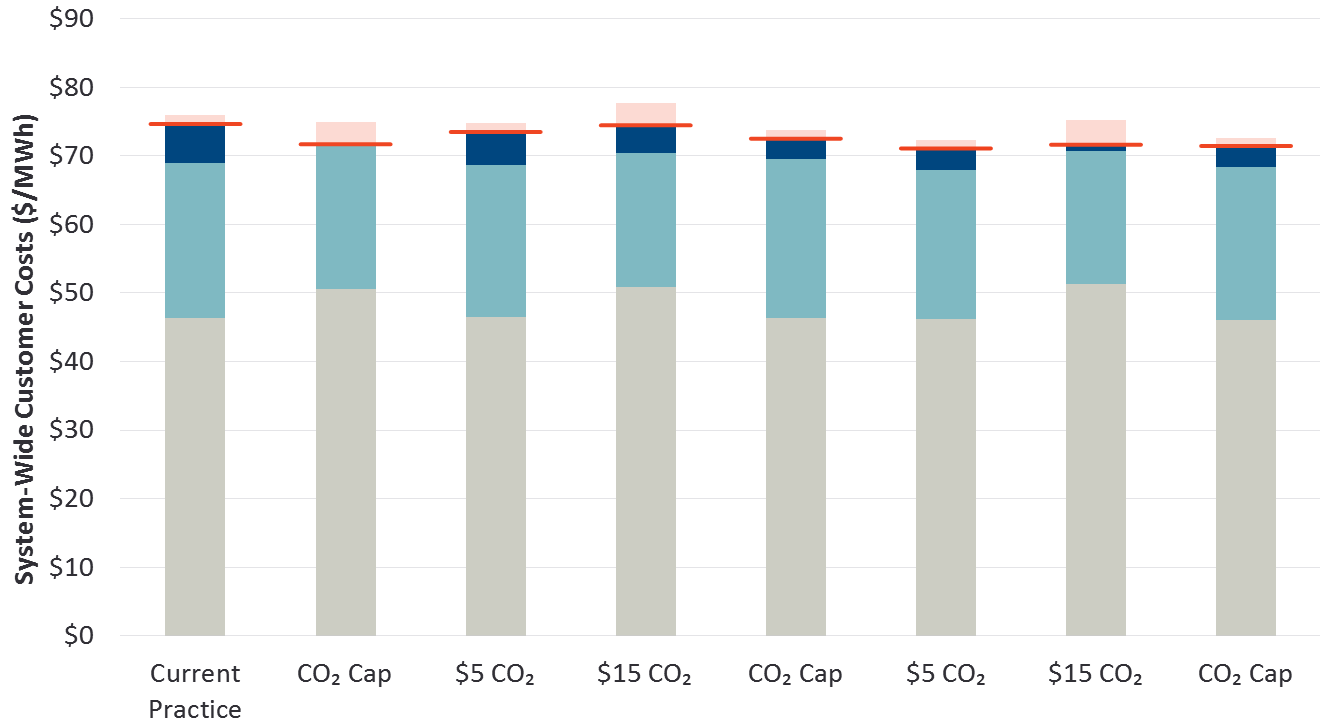 System-Wide Customer Costs ($/MWh)
$90
$80
$70
$60
$50
$40
$30
$20
$10
$0
Current
Practice
CO₂ Cap
$5 CO₂
$15 CO₂
CO₂ Cap
$5 CO₂
$15 CO₂
CO₂ Cap